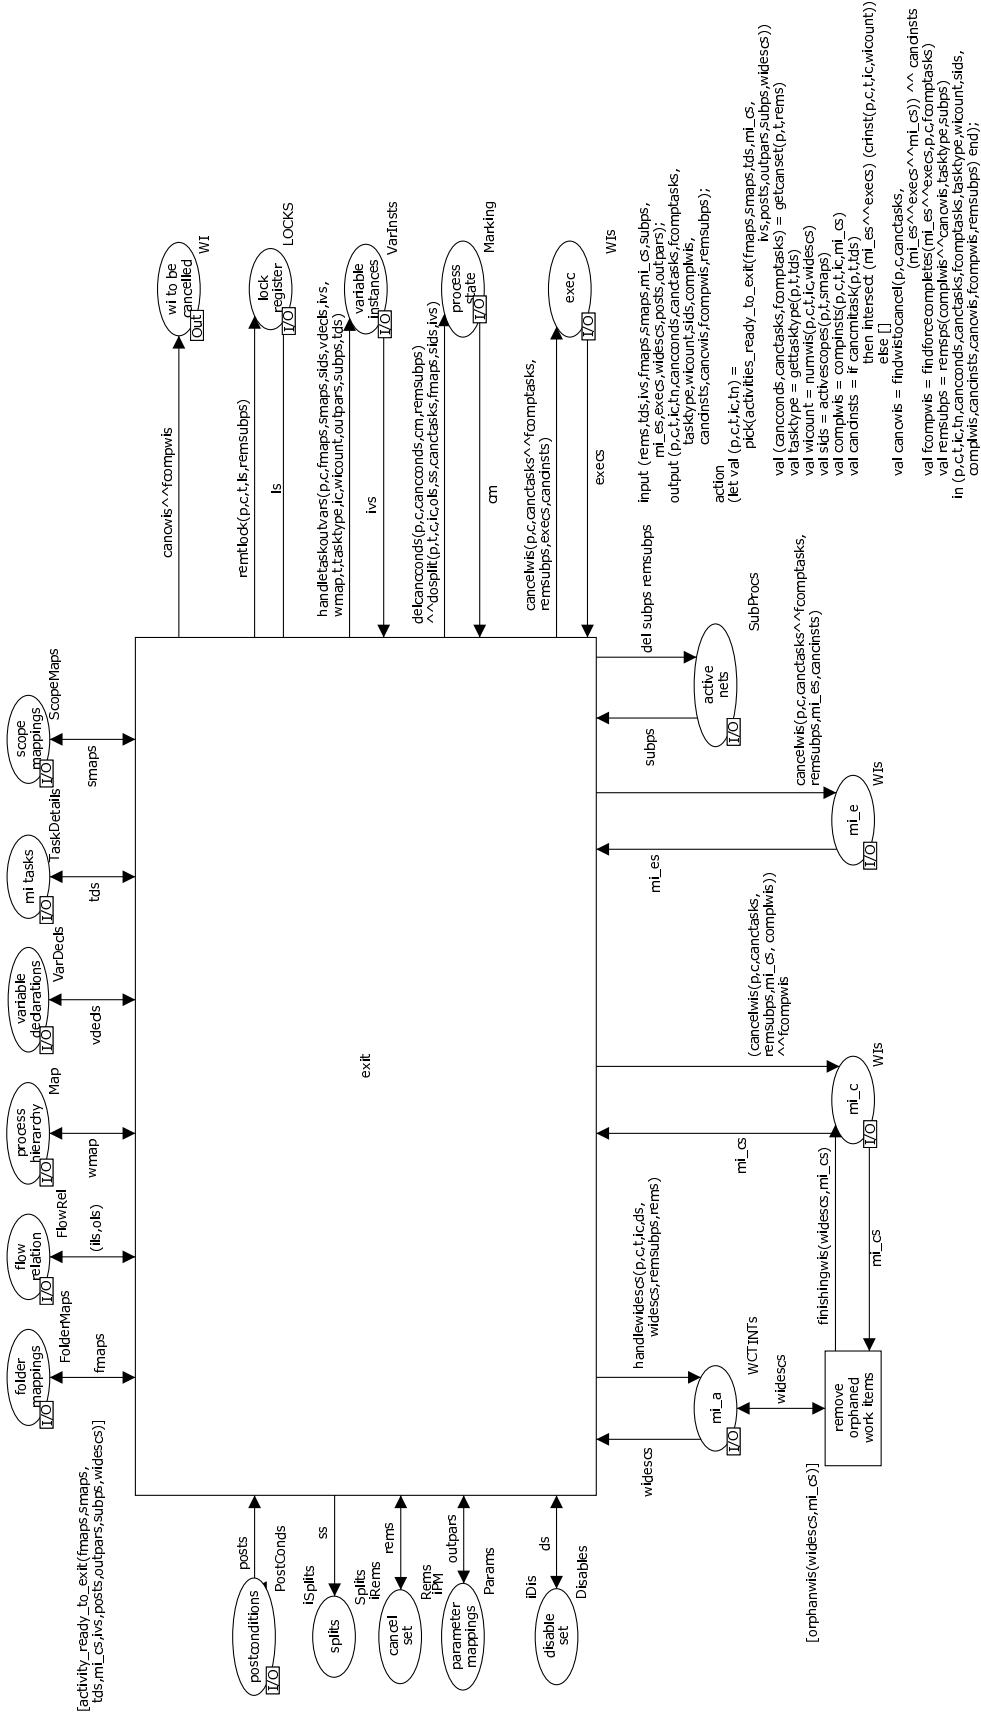 [activity_ready_to_exit(fmaps,smaps,
tds,mi_cs,ivs,posts,outpars,subps,widescs)]
folder
mappings
I/O
FolderMaps
fmaps
flow
relation
I/O
FlowRel
(ils,ols)
process
hierarchy
I/O
Map
wmap
variable
declarations
I/O
VarDecls
vdecls
mi tasks
I/O
TaskDetails
tds
scope
mappings
I/O
ScopeMaps
smaps
postconditions
I/O
PostConds
posts
iSplits
splits
Splits
ss
iRems
cancel
set
Rems
rems
iPM
parameter
mappings
Params
outpars
iDis
disable
set
Disables
ds
exit
cancwis^^fcompwis
wi to be
cancelled
Out
WI
remtlock(p,c,t,ls,remsubps)
ls
lock
register
I/O
LOCKS
handletaskoutvars(p,c,fmaps,smaps,sids,vdecls,ivs,
wmap,t,tasktype,ic,wicount,outpars,subps,tds)
ivs
variable
instances
I/O
VarInsts
delcancconds(p,c,cancconds,cm,remsubps)
^^dosplit(p,t,c,ic,ols,ss,canctasks,fmaps,sids,ivs)
cm
process
state
I/O
Marking
cancelwis(p,c,canctasks^^fcomptasks,
remsubps,execs,cancinsts)
execs
exec
I/O
WIs
input (rems,tds,ivs,fmaps,smaps,mi_cs,subps,
mi_es,execs,widescs,posts,outpars);
output (p,c,t,ic,tn,cancconds,canctasks,fcomptasks,
tasktype,wicount,sids,complwis,
cancinsts,cancwis,fcompwis,remsubps);
action
(let val (p,c,t,ic,tn) =
pick(activities_ready_to_exit(fmaps,smaps,tds,mi_cs,
ivs,posts,outpars,subps,widescs))
val (cancconds,canctasks,fcomptasks) = getcanset(p,t,rems)
val tasktype = gettasktype(p,t,tds)
val wicount = numwis(p,c,t,ic,widescs)
val sids = activescopes(p,t,smaps)
val complwis = compinsts(p,c,t,ic,mi_cs)
val cancinsts = if cancmitask(p,t,tds)
then intersect (mi_es^^execs) (crinst(p,c,t,ic,wicount))
else []
val cancwis = findwistocancel(p,c,canctasks,
(mi_es^^execs^^mi_cs)) ^^ cancinsts
val fcompwis = findforcecompletes(mi_es^^execs,p,c,fcomptasks)
val remsubps = remsps(complwis^^cancwis,tasktype,subps)
in (p,c,t,ic,tn,cancconds,canctasks,fcomptasks,tasktype,wicount,sids,
complwis,cancinsts,cancwis,fcompwis,remsubps) end);
widescs
handlewidescs(p,c,t,ic,ds,
widescs,remsubps,rems)
mi_a
I/O
WCTINTs
widescs
mi_cs
(cancelwis(p,c,canctasks,
remsubps,mi_cs, complwis))
^^fcompwis
mi_c
I/O
WIs
mi_es
cancelwis(p,c,canctasks^^fcomptasks,
remsubps,mi_es,cancinsts)
mi_e
I/O
WIs
subps
del subps remsubps
active
nets
I/O
SubProcs
[orphanwis(widescs,mi_cs)]
remove
orphaned
work items
finishingwis(widescs,mi_cs)
mi_cs